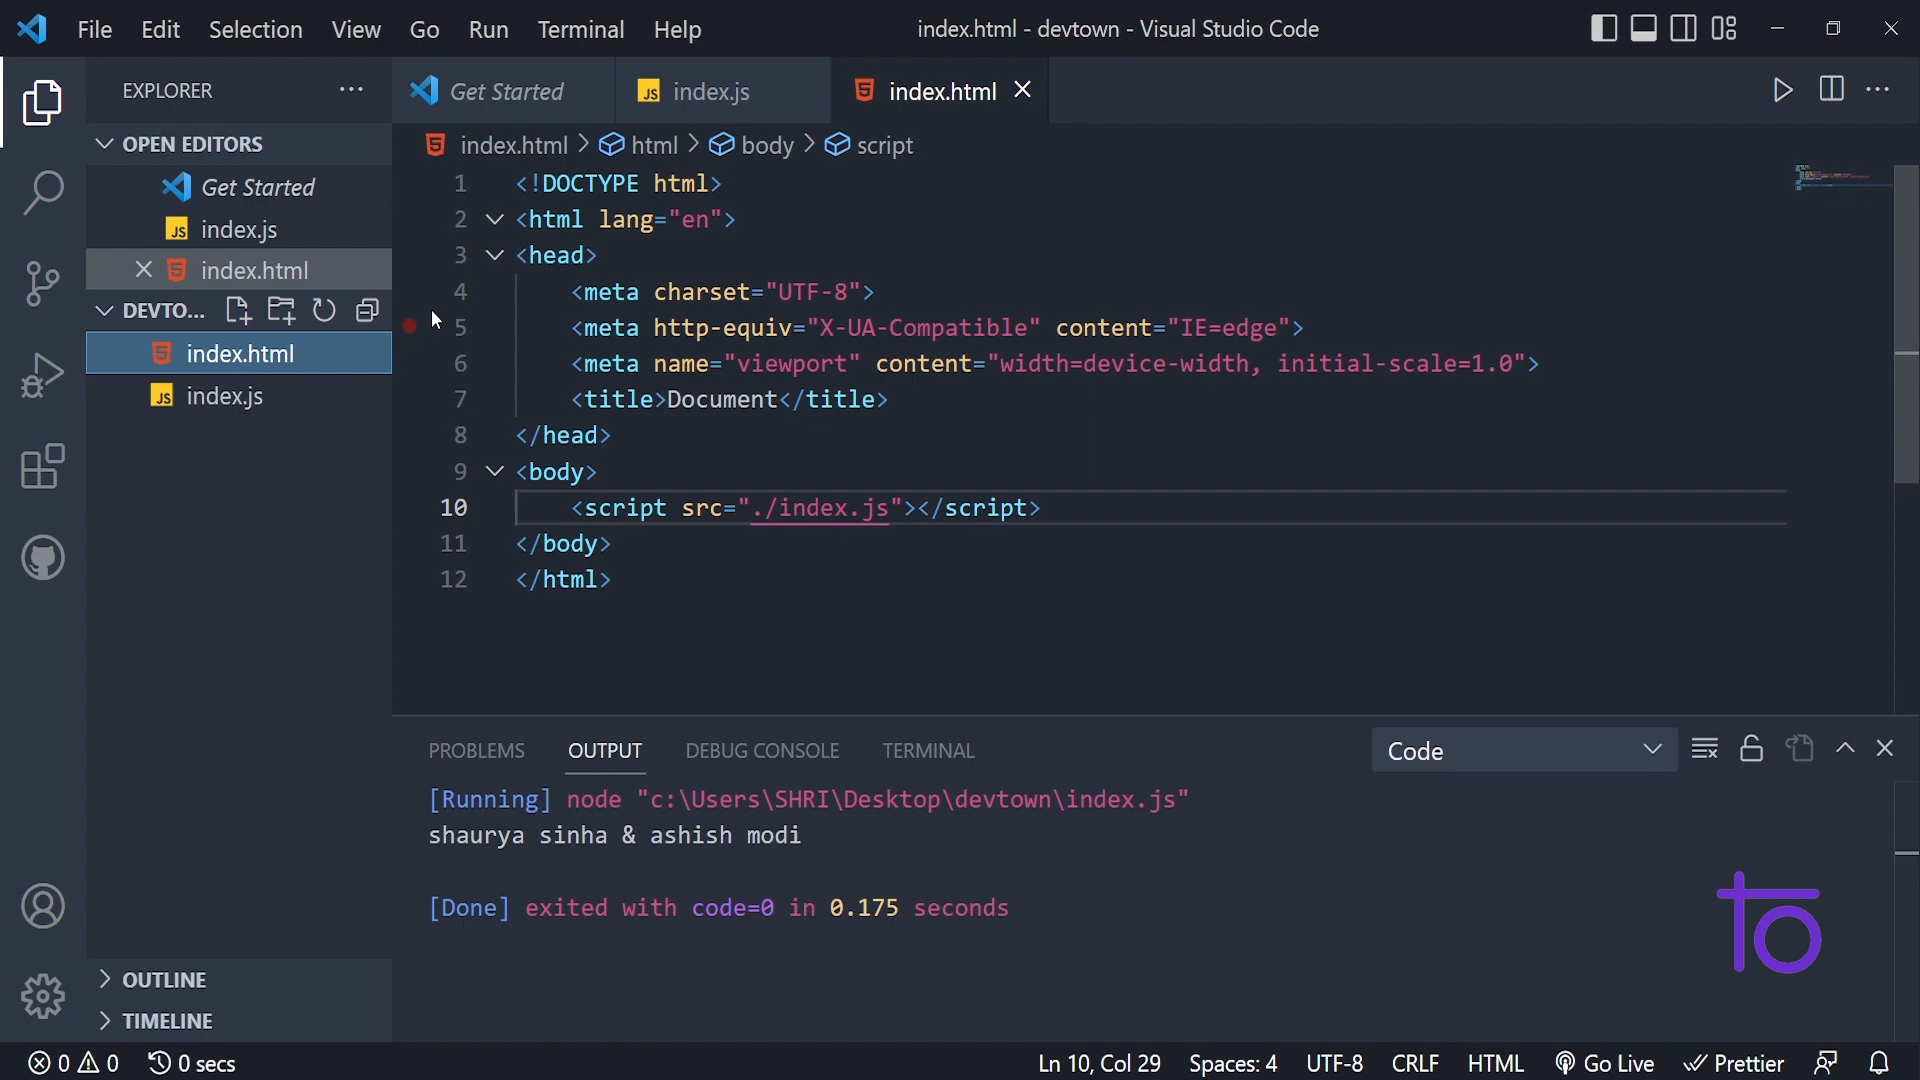 File Edit Selection View Go Run Terminal Help
index.html - devtown - Visual Studio Code
EXPLORER
Get Started
index.js
index.html
OPEN EDITORS
Get Started
index.js
index.html
DEVTO...
index.html
index.js
OUTLINE
TIMELINE
index.html > html > body > script
1 <!DOCTYPE html>
2 <html lang="en">
3 <head>
4 <meta charset="UTF-8">
5 <meta http-equiv="X-UA-Compatible" content="IE=edge">
6 <meta name="viewport" content="width=device-width, initial-scale=1.0">
7 <title>Document</title>
8 </head>
9 <body>
10 <script src="./index.js"></script>
11 </body>
12 </html>
PROBLEMS OUTPUT DEBUG CONSOLE TERMINAL
Code
[Running] node "c:\Users\SHRI\Desktop\devtown\index.js"
shaurya sinha & ashish modi
[Done] exited with code=0 in 0.175 seconds
0 0 0 secs
Ln 10, Col 29 Spaces: 4 UTF-8 CRLF HTML Go Live Prettier